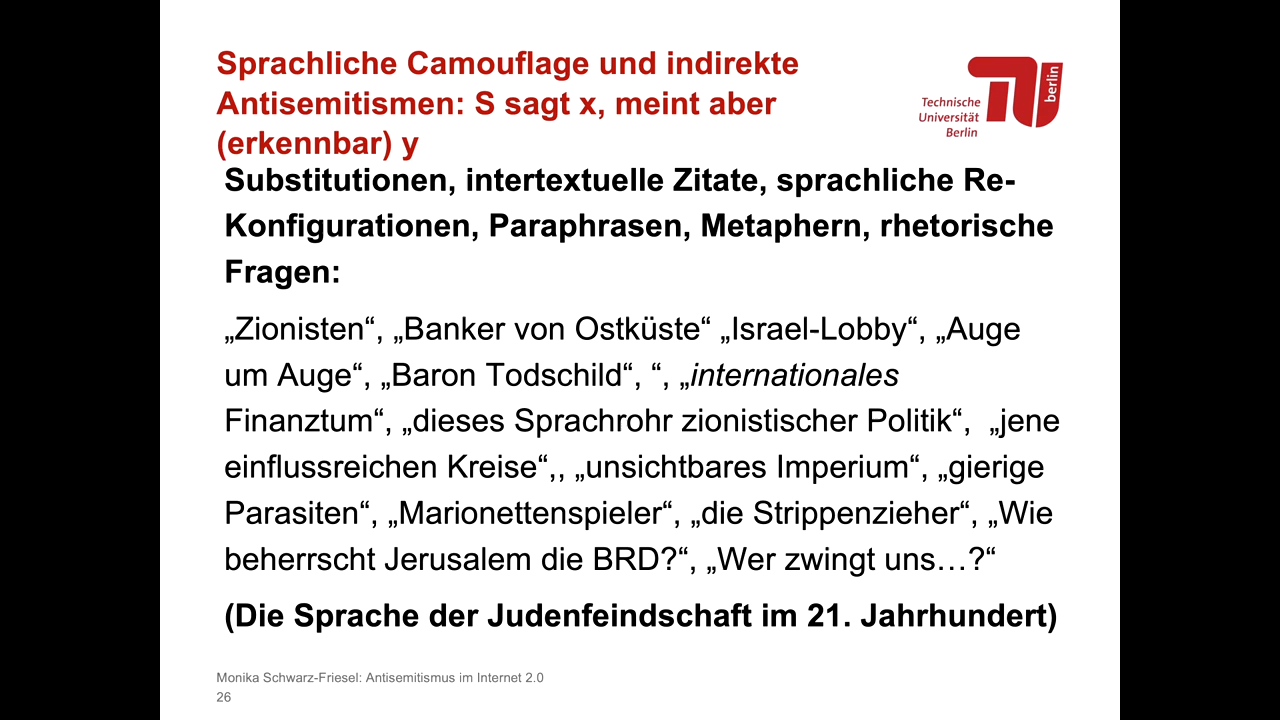 Sprachliche Camouflage und indirekte
Antisemitismen: S sagt x, meint aber
(erkennbar) y
Technische
Universität
Berlin
berlin
Substitutionen, intertextuelle Zitate, sprachliche Re-
Konfigurationen, Paraphrasen, Metaphern, rhetorische
Fragen:
„Zionisten“, „Banker von Ostküste“ „Israel-Lobby“, „Auge
um Auge“, „Baron Todschild“, “, „internationales
Finanztum“, „dieses Sprachrohr zionistischer Politik“,  „jene
einflussreichen Kreise“,, „unsichtbares Imperium“, „gierige
Parasiten“, „Marionettenspieler“, „die Strippenzieher“, „Wie
beherrscht Jerusalem die BRD?“, „Wer zwingt uns…?“
(Die Sprache der Judenfeindschaft im 21. Jahrhundert)
Monika Schwarz-Friesel: Antisemitismus im Internet 2.0
26